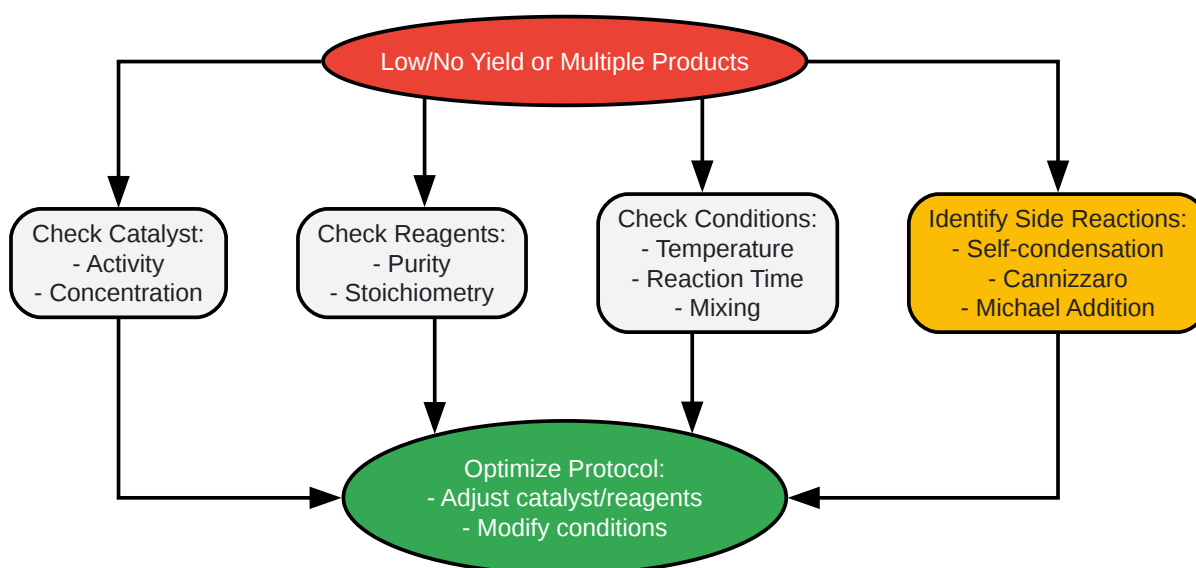 Low/No Yield or Multiple Products
Check Catalyst:
- Activity
- Concentration
Check Reagents:
- Purity
- Stoichiometry
Check Conditions:
- Temperature
- Reaction Time
- Mixing
Identify Side Reactions:
- Self-condensation
- Cannizzaro
- Michael Addition
Optimize Protocol:
- Adjust catalyst/reagents
- Modify conditions